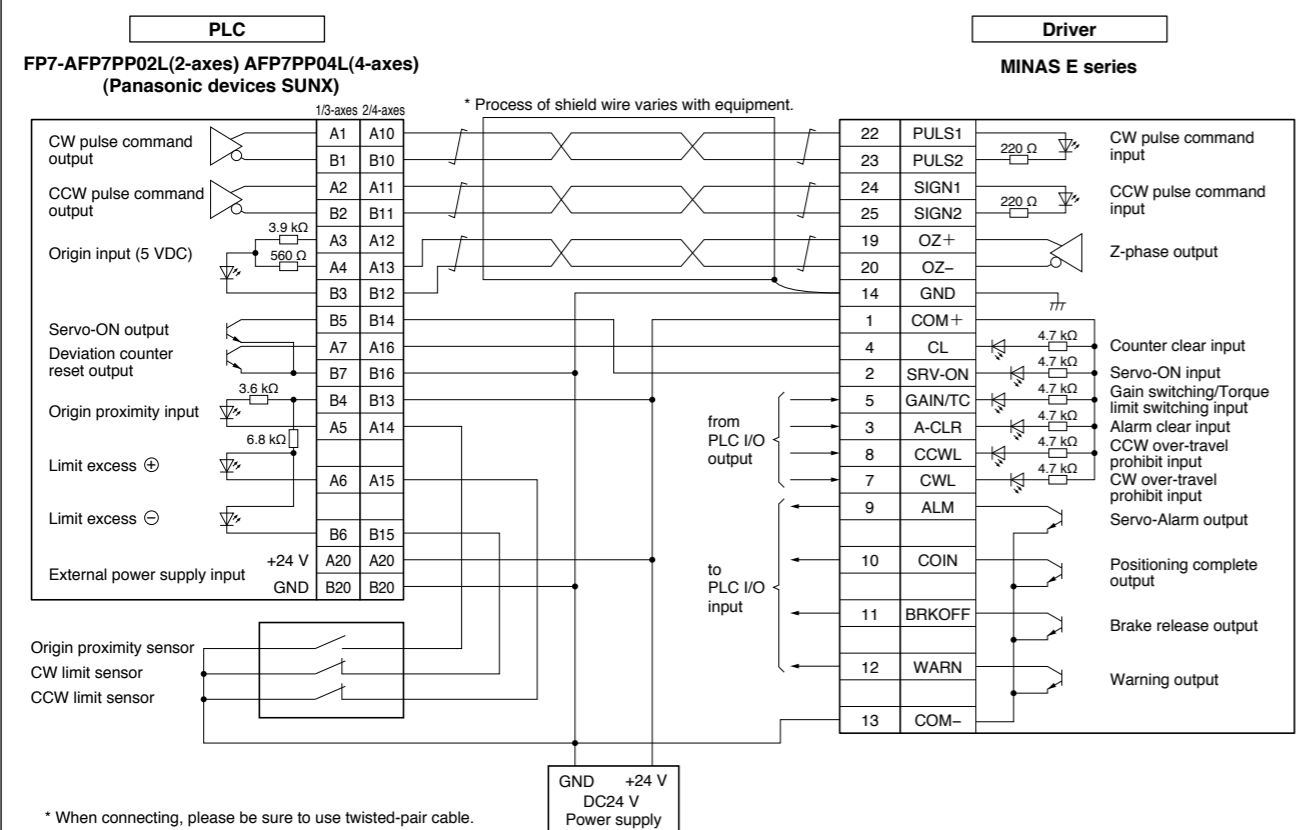 PLC
Driver
FP7-AFP7PP02L(2-axes) AFP7PP04L(4-axes)
(Panasonic devices SUNX)
MINAS E series
* Process of shield wire varies with equipment.
1/3-axes 2/4-axes
CW pulse command
output
A1 A10
B1 B10
CCW pulse command
output
A2 A11
B2 B11
Origin input (5 VDC)
3.9 kΩ
560 Ω
A3 A12
A4 A13
B3 B12
Servo-ON output
B5 B14
Deviation counter
reset output
A7 A16
B7 B16
Origin proximity input
3.6 kΩ
6.8 kΩ
B4 B13
A5 A14
Limit excess ⊕
A6 A15
Limit excess ⊖
B6 B15
External power supply input
+24 V A20 A20
GND B20 B20
Origin proximity sensor
CW limit sensor
CCW limit sensor
22 PULS1
23 PULS2
220 Ω
CW pulse command
input
24 SIGN1
25 SIGN2
220 Ω
CCW pulse command
input
19 OZ+
20 OZ−
Z-phase output
14 GND
1 COM+
4 CL 4.7 kΩ Counter clear input
2 SRV-ON 4.7 kΩ Servo-ON input
5 GAIN/TC 4.7 kΩ Gain switching/Torque
limit switching input
3 A-CLR 4.7 kΩ Alarm clear input
8 CCWL 4.7 kΩ CCW over-travel
prohibit input
7 CWL 4.7 kΩ CW over-travel
prohibit input
from
PLC I/O
output
9 ALM Servo-Alarm output
10 COIN Positioning complete
output
11 BRKOFF Brake release output
12 WARN Warning output
13 COM−
to
PLC I/O
input
GND +24 V
DC24 V
Power supply
* When connecting, please be sure to use twisted-pair cable.